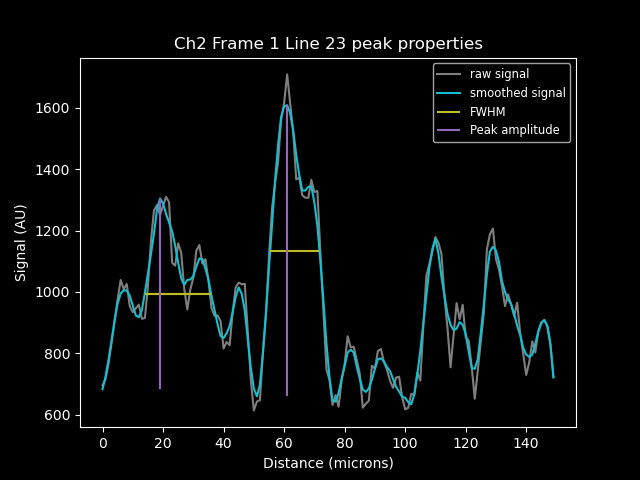 Ch2 Frame 1 Line 23 peak properties
raw signal
smoothed signal
FWHM
Peak amplitude
Signal (AU)
1600
1400
1200
1000
800
600
0 20 40 60 80 100 120 140
Distance (microns)